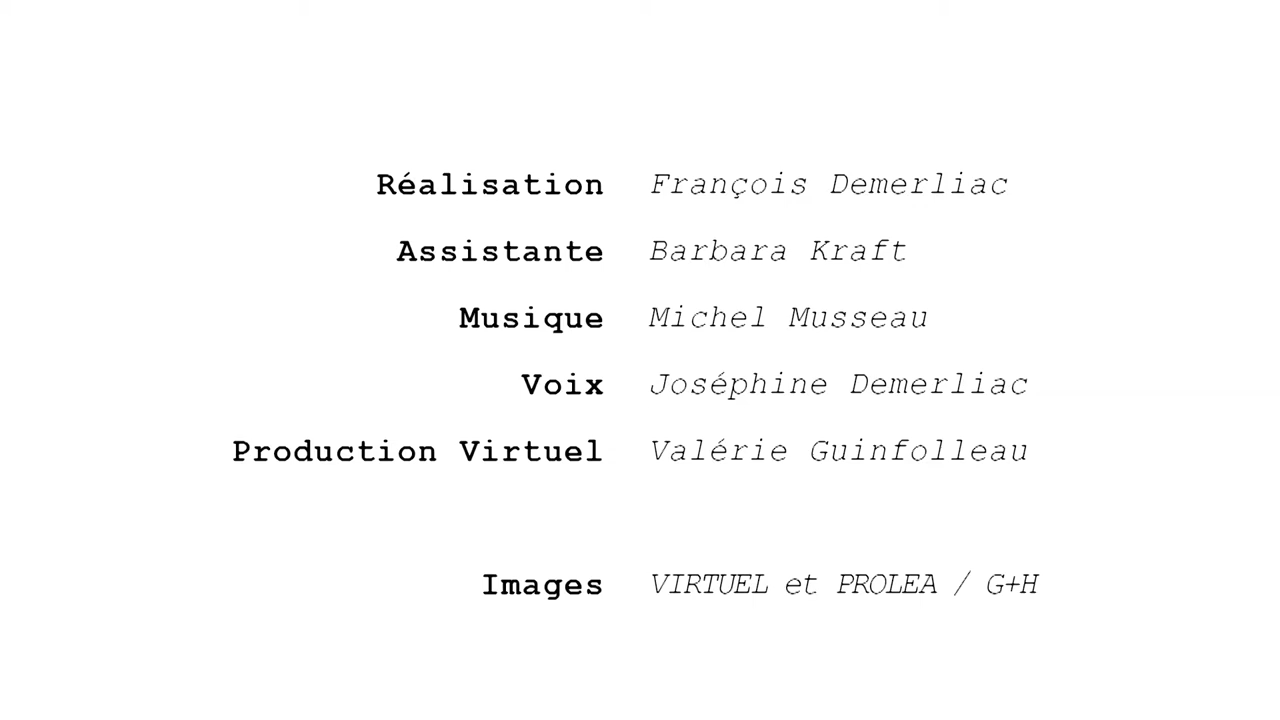 Réalisation François Demerliac
Assistante Barbara Kraft
Musique Michel Musseau
Voix Joséphine Demerliac
Production Virtuel Valérie Guinfolleau
Images VIRTUEL et PROLEA / G+H